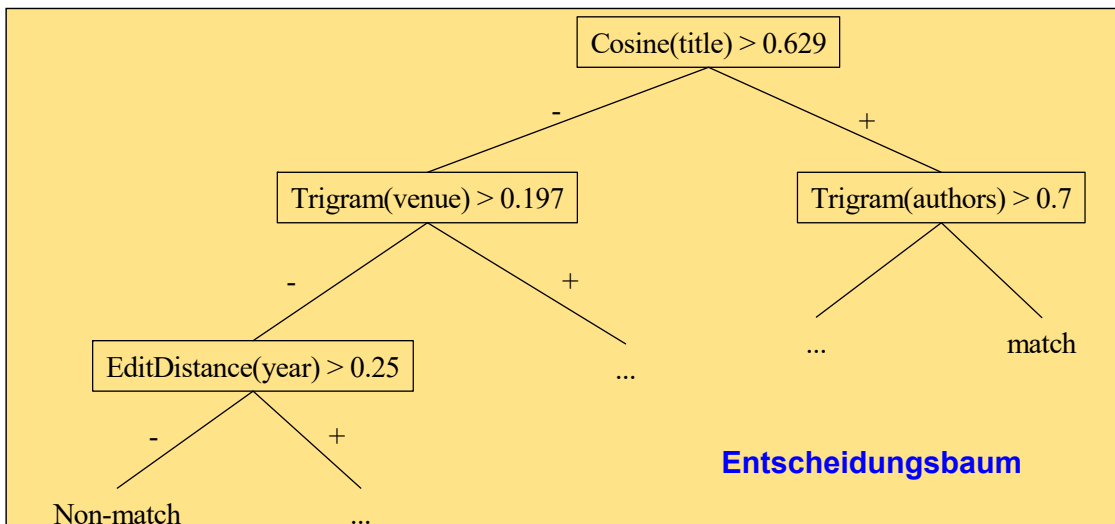 Cosine(title) > 0.629
-
+
Trigram(venue) > 0.197
Trigram(authors) > 0.7
-
+
EditDistance(year) > 0.25
...
...
match
-
+
Entscheidungsbaum
Non-match
...